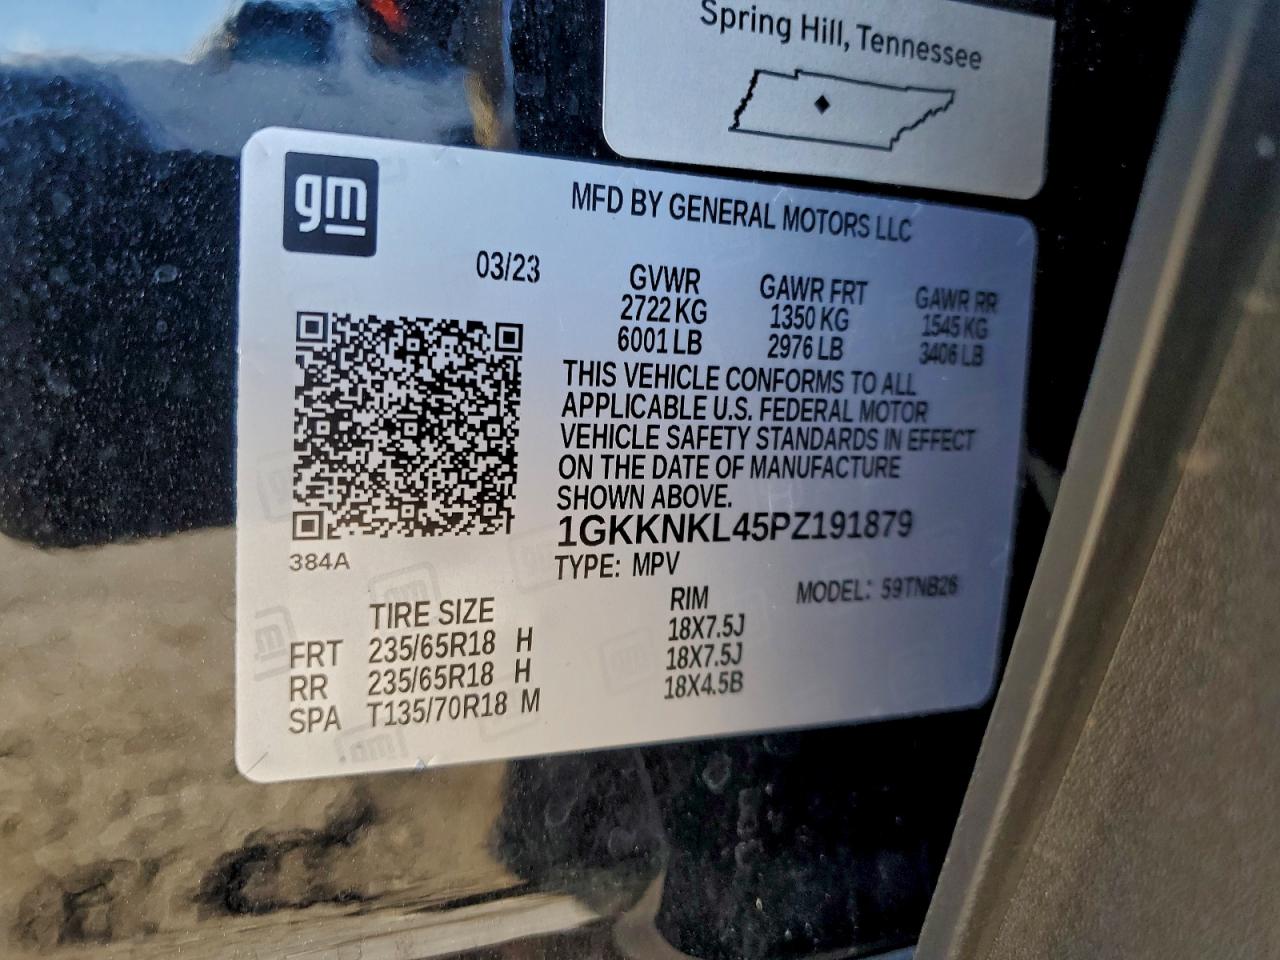 Spring Hill, Tennessee
gm
MFD BY GENERAL MOTORS LLC
03/23
GVWR GAWR FRT GAWR RR
2722 KG 1350 KG 1545 KG
6001 LB 2976 LB 3406 LB
THIS VEHICLE CONFORMS TO ALL
APPLICABLE U.S. FEDERAL MOTOR
VEHICLE SAFETY STANDARDS IN EFFECT
ON THE DATE OF MANUFACTURE
SHOWN ABOVE.
1GKKNKL45PZ191879
384A
TYPE: MPV MODEL: 59TNB26
TIRE SIZE RIM
FRT 235/65R18 H 18X7.5J
RR 235/65R18 H 18X7.5J
SPA T135/70R18 M 18X4.5B